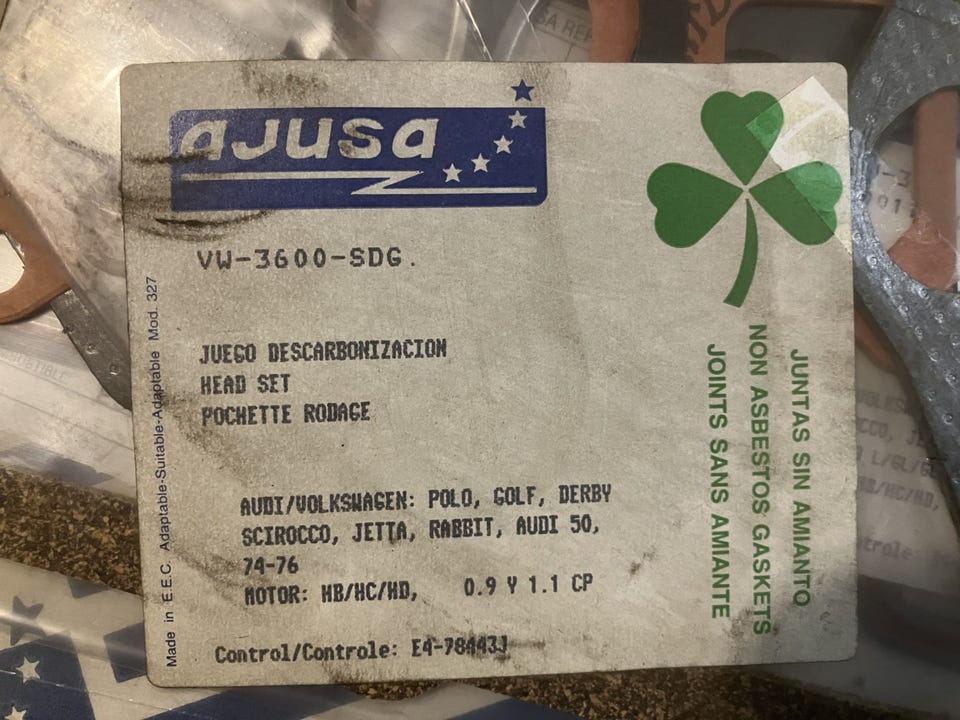 ajusa
VW-3600-SDG.
JUEGO DESCARBONIZACION
HEAD SET
POCHETTE RODAGE
AUDI/VOLKSWAGEN: POLO, GOLF, DERBY
SCIROCCO, JETTA, RABBIT, AUDI 50,
74-76
MOTOR: HB/HC/HD, 0.9 Y 1.1 CP
Control/Controle: E4-78443J
Made in E.E.C. Adaptable-Suitable-Adaptable Mod. 327
JUNTAS SIN AMIANTO
NON ASBESTOS GASKETS
JOINTS SANS AMIANTE